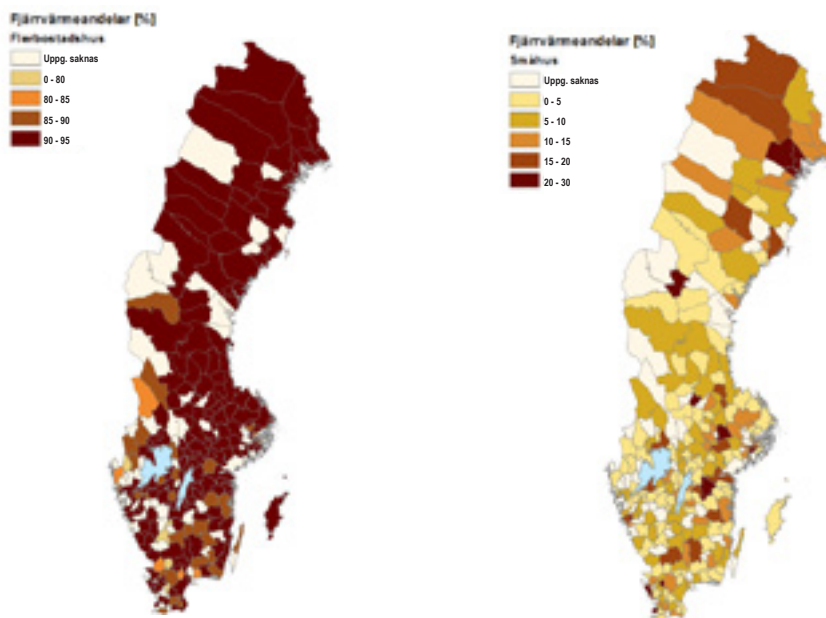 Fjärrvärmeandelar [%]
Flerbostadshus
Uppg. saknas
0 - 80
80 - 85
85 - 90
90 - 95
Fjärrvärmeandelar [%]
Småhus
Uppg. saknas
0 - 5
5 - 10
10 - 15
15 - 20
20 - 30